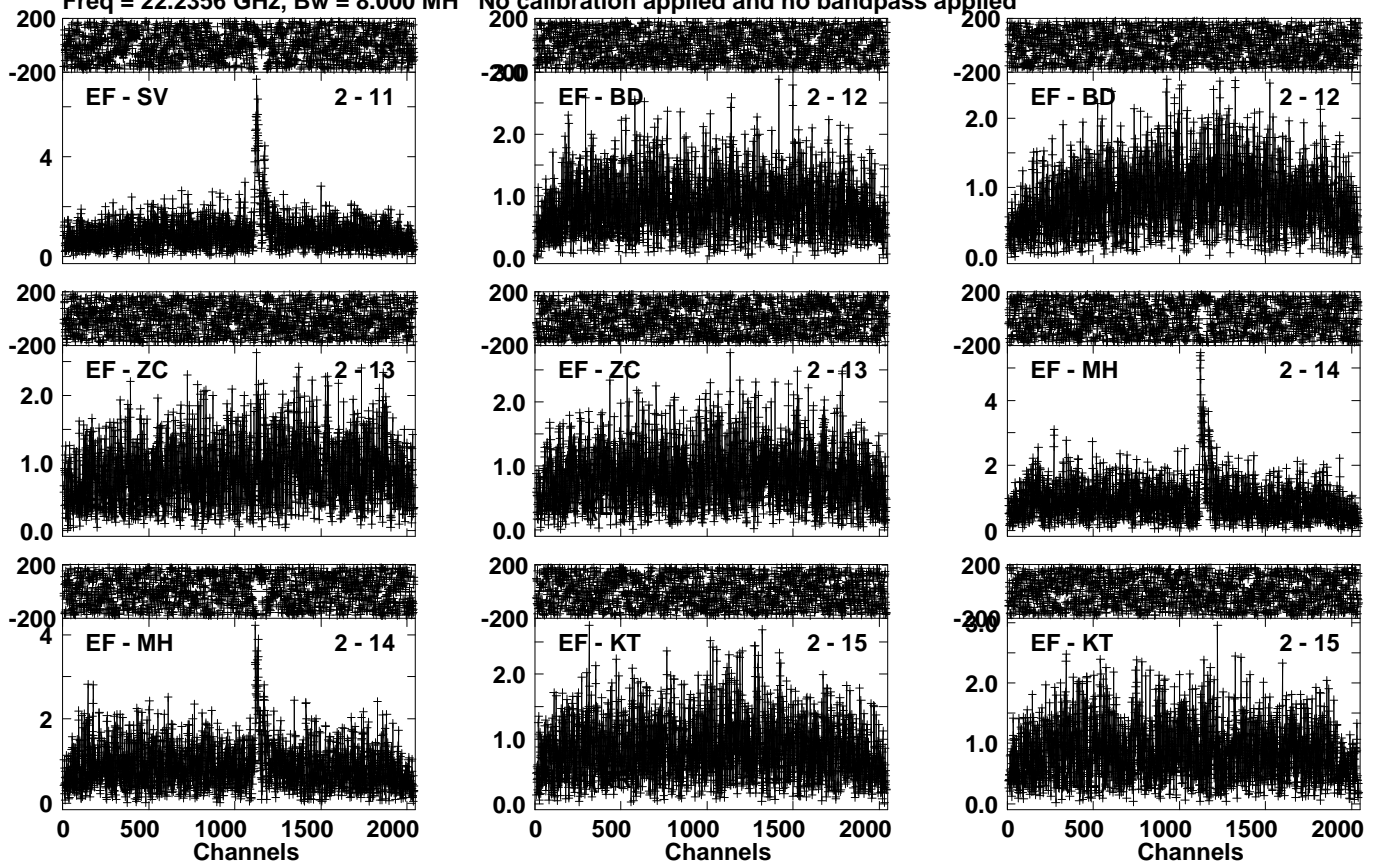 Freq = 22.2356 GHz, Bw = 8.000 MH No calibration applied and no bandpass applied
200 200 200
-200 -200 3.0 -200
EF - SV 2 - 11 EF - BD 2 - 12 EF - BD 2 - 12
2.0 2.0
4
1.0 1.0
0 0.0 0.0
200 200 200
-200 -200 -200
EF - ZC 2 - 13 EF - ZC 2 - 13 EF - MH 2 - 14
2.0 2.0 4
1.0 1.0 2
0.0 0.0 0
200 200 200
-200 -200 -200
3.0
4 EF - MH 2 - 14 EF - KT 2 - 15 EF - KT 2 - 15
2.0 2.0
2
1.0 1.0
0 0.0 0.0
0 500 1000 1500 2000 0 500 1000 1500 2000 0 500 1000 1500 2000
Channels Channels Channels